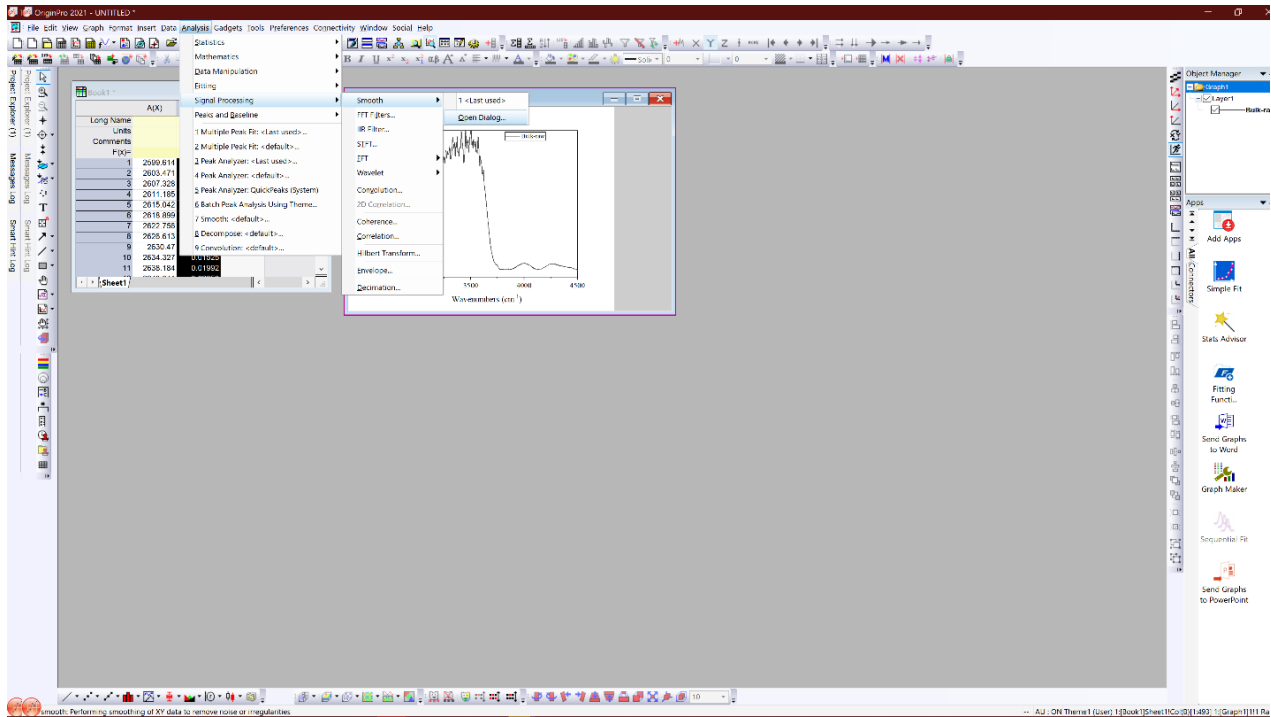 OriginPro 2021 - UNTITLED *
File Edit View Graph Format Insert Data Analysis Gadgets Tools Preferences Connectivity Window Social Help
Project Explorer (1)
Messages Log
Smart Hint Log
Book1 *
A(X)
Long Name
Units
Comments
F(x)=
1 2599.614
2 2603.471
3 2607.328
4 2611.185
5 2615.042
6 2618.899
7 2622.756
8 2626.613
9 2630.47
10 2634.327 0.01525
11 2638.184 0.01992
Sheet1
Statistics
Mathematics
Data Manipulation
Fitting
Signal Processing
Peaks and Baseline
1 Multiple Peak Fit: <Last used>...
2 Multiple Peak Fit: <default>...
3 Peak Analyzer: <Last used>...
4 Peak Analyzer: <default>...
5 Peak Analyzer: QuickPeaks (System)
6 Batch Peak Analysis Using Theme...
7 Smooth: <default>...
8 Decompose: <default>...
9 Convolution: <default>...
Smooth
FFT Filters...
IIR Filter...
STFT...
FFT
Wavelet
Convolution...
2D Correlation...
Coherence...
Correlation...
Hilbert Transform...
Envelope...
Decimation...
1 <Last used>
Open Dialog...
Bulk-raw
3500 4000 4500
Wavenumbers (cm⁻¹)
Object Manager
Graph1
Layer1
Bulk-ra
Apps
All
Connectors
Add Apps
Simple Fit
Stats Advisor
Fitting
Functi...
Send Graphs
to Word
Graph Maker
Sequential Fit
Send Graphs
to PowerPoint
10
smooth: Performing smoothing of XY data to remove noise or irregularities
-- AU : ON Theme1 (User) 1:[Book1]Sheet1!Col(B)[1:493] 1:[Graph1]1!1 Ra